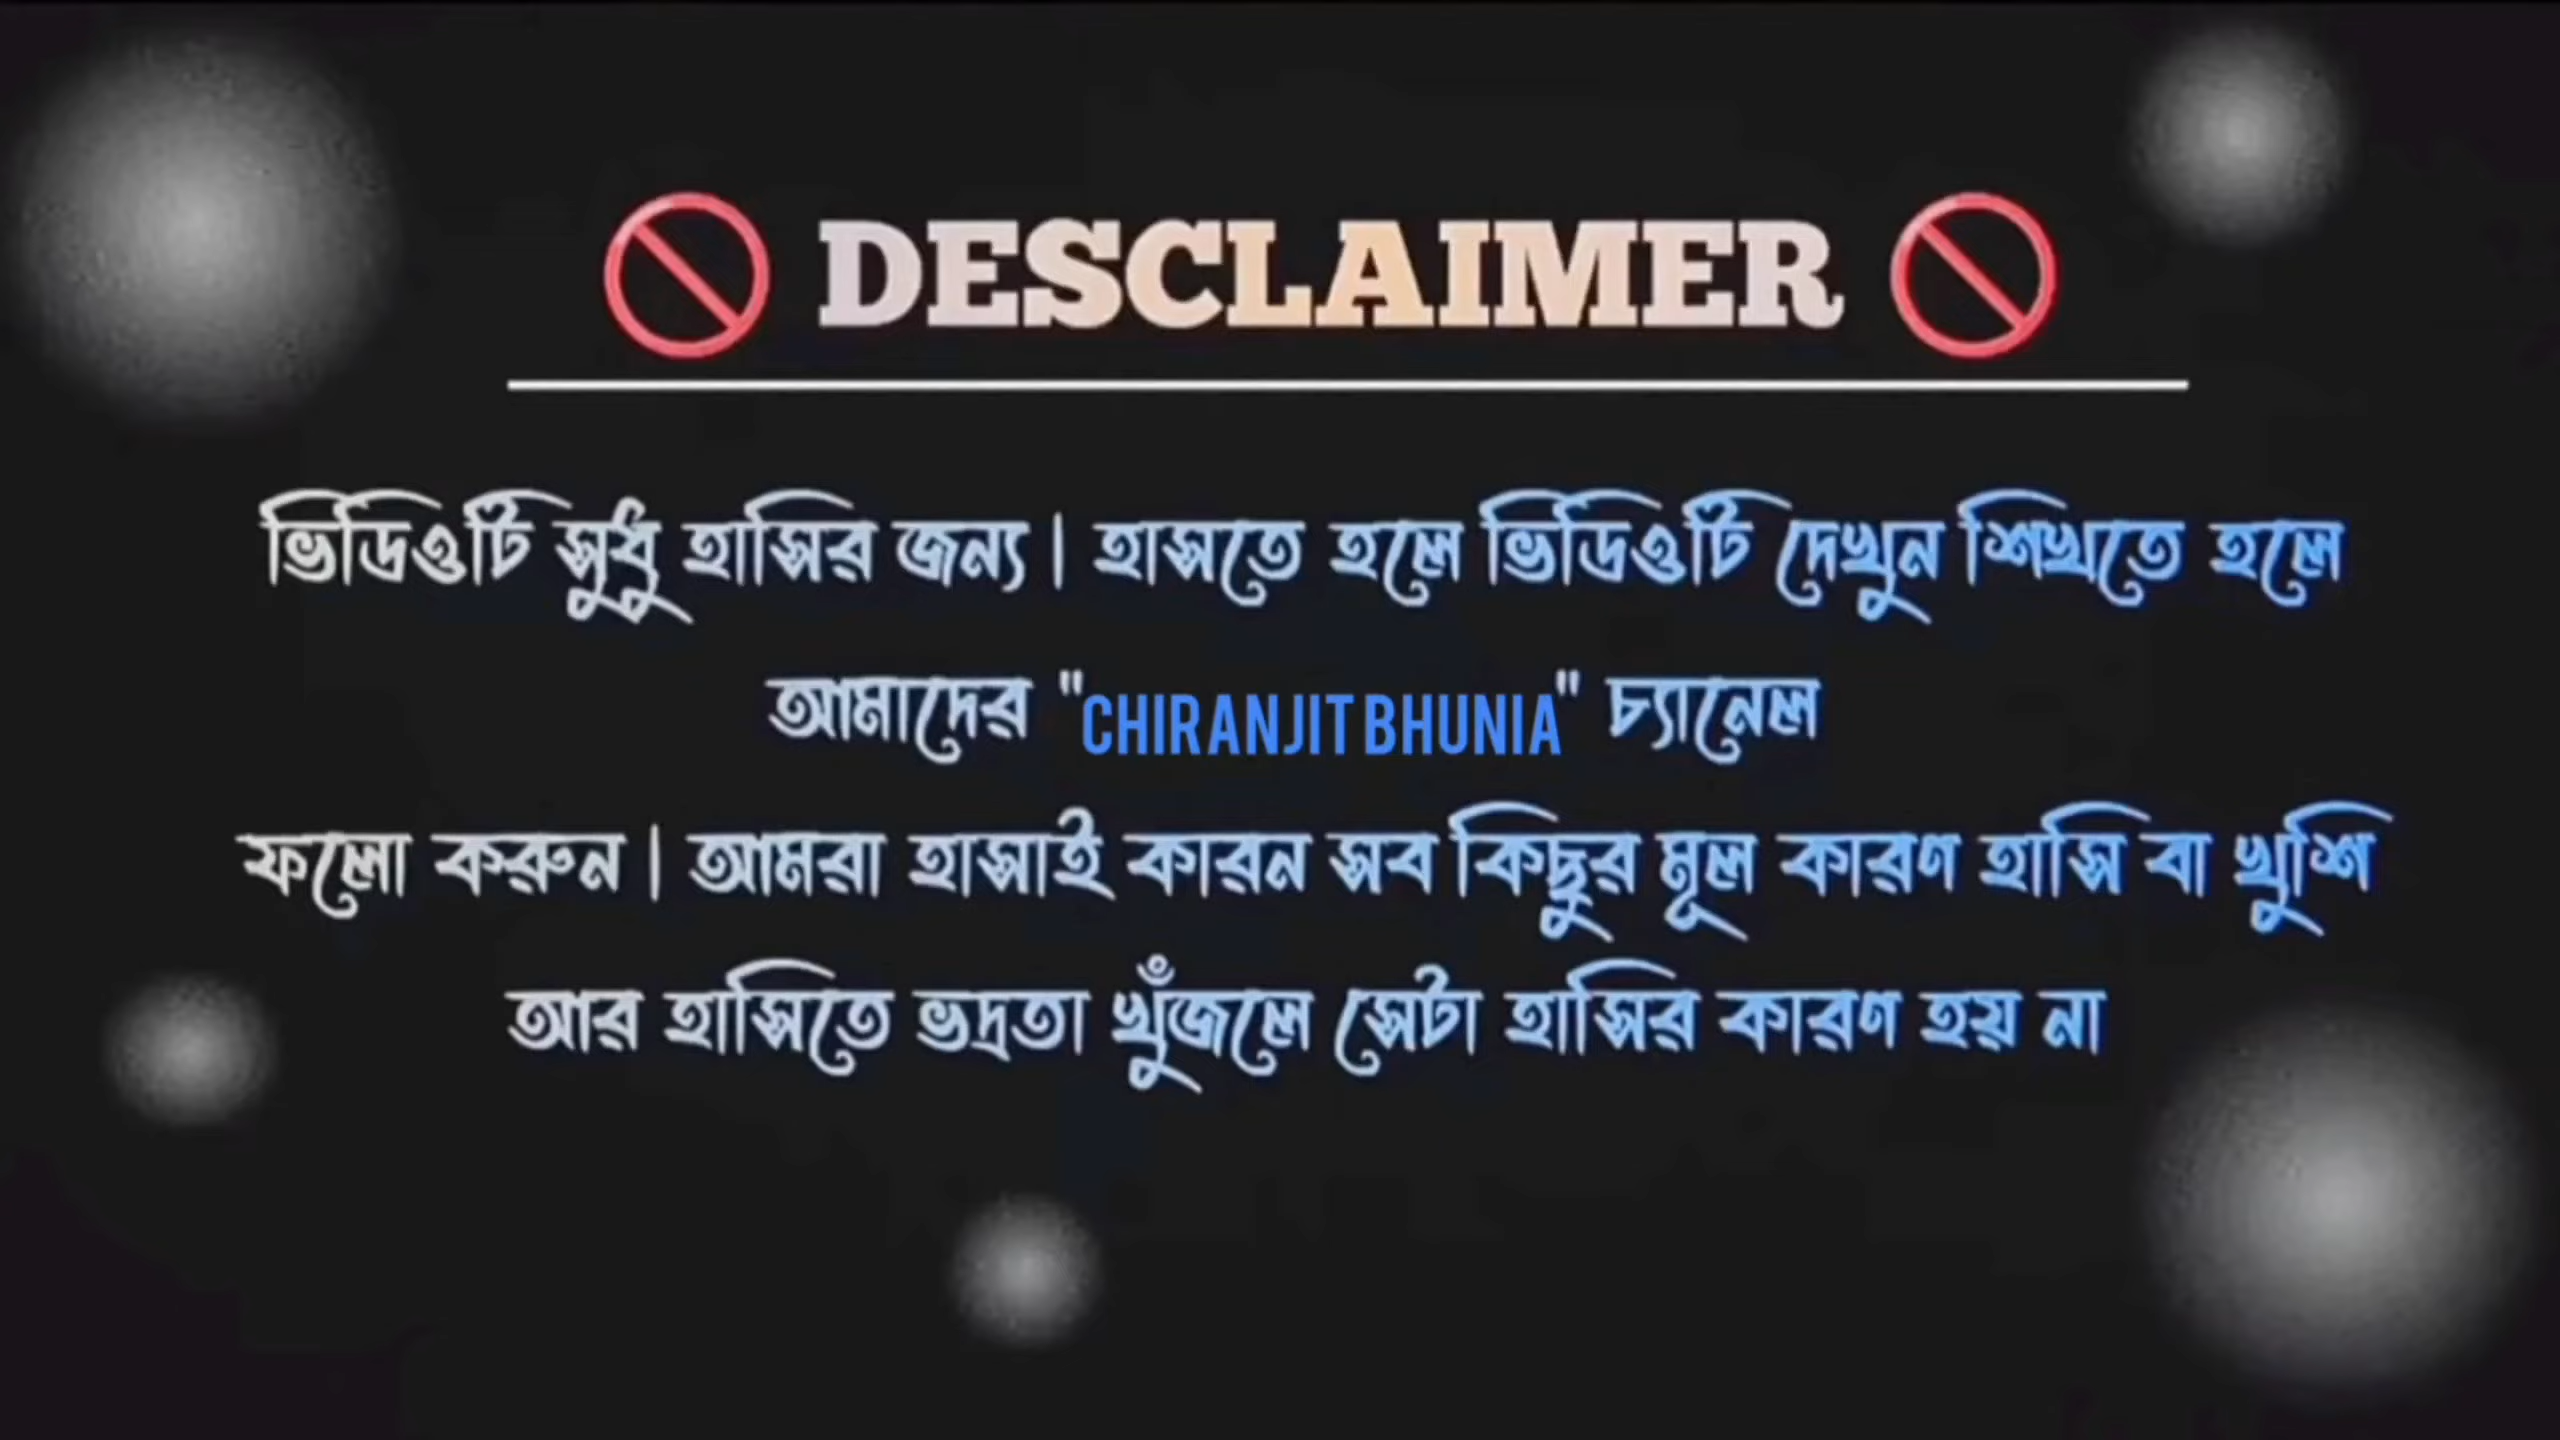 🚫 DESCLAIMER 🚫
ভিডিওটি সুধু হাসির জন্য। হাসতে হলে ভিডিওটি দেখুন শিখতে হলে
আমাদের "CHIRANJIT BHUNIA" চ্যানেল
ফলো করুন। আমরা হাসাই কারন সব কিছুর মূল কারণ হাসি বা খুশি
আর হাসিতে ভদ্রতা খুঁজলে সেটা হাসির কারণ হয় না